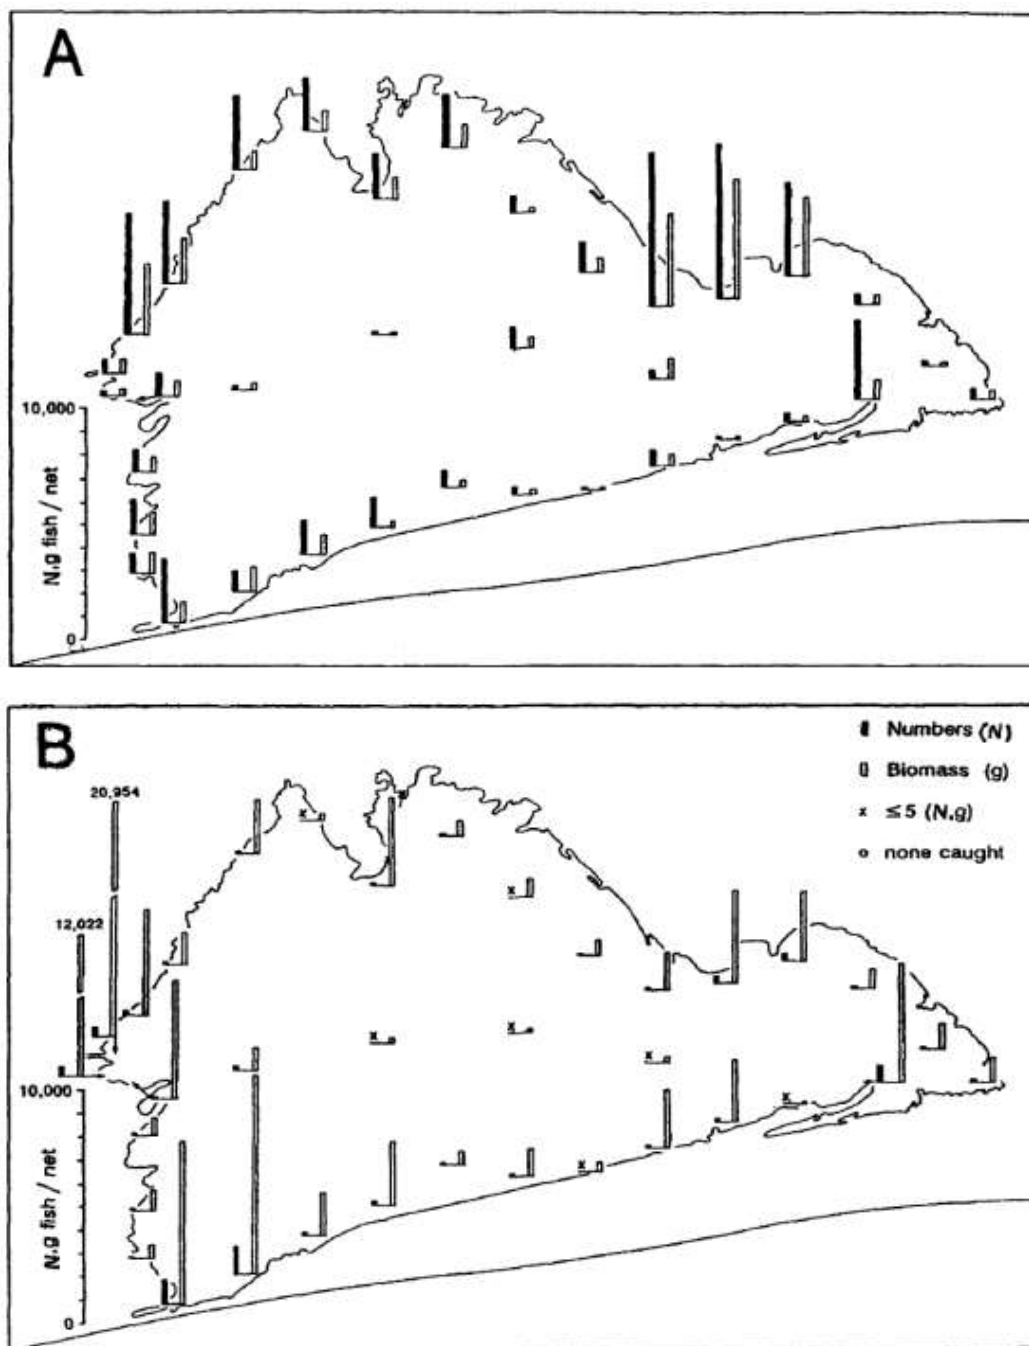 A
10,000
N,g fish / net
0
B
Numbers (N)
Biomass (g)
x ≤5 (N,g)
o none caught
20,954
12,022
10,000
N,g fish / net
0